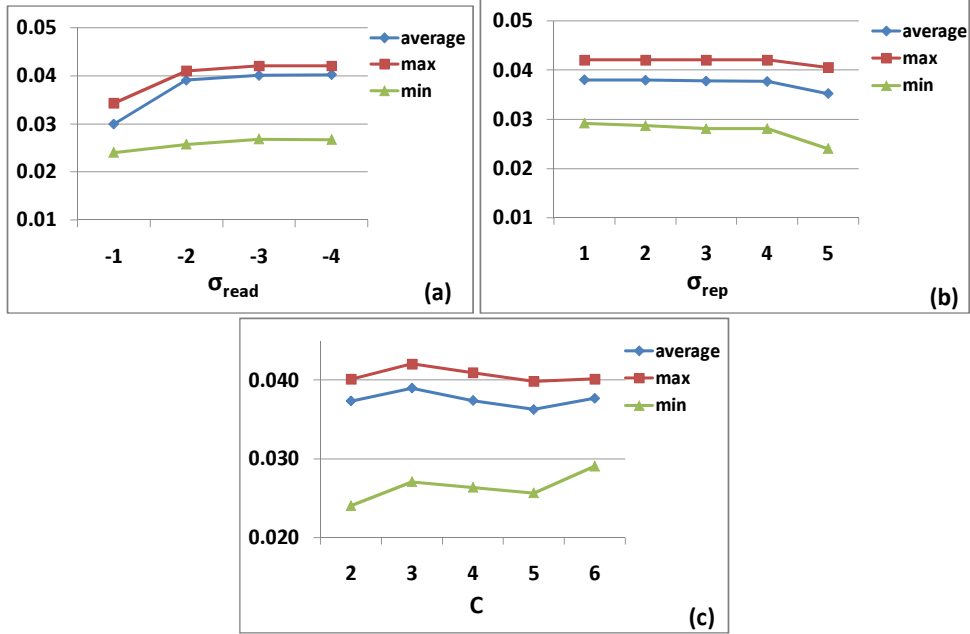 0.05
0.04
0.03
0.02
0.01
-1 -2 -3 -4
σread
(a)
average
max
min
0.05
0.04
0.03
0.02
0.01
1 2 3 4 5
σrep
(b)
average
max
min
0.040
0.030
0.020
2 3 4 5 6
C
(c)
average
max
min